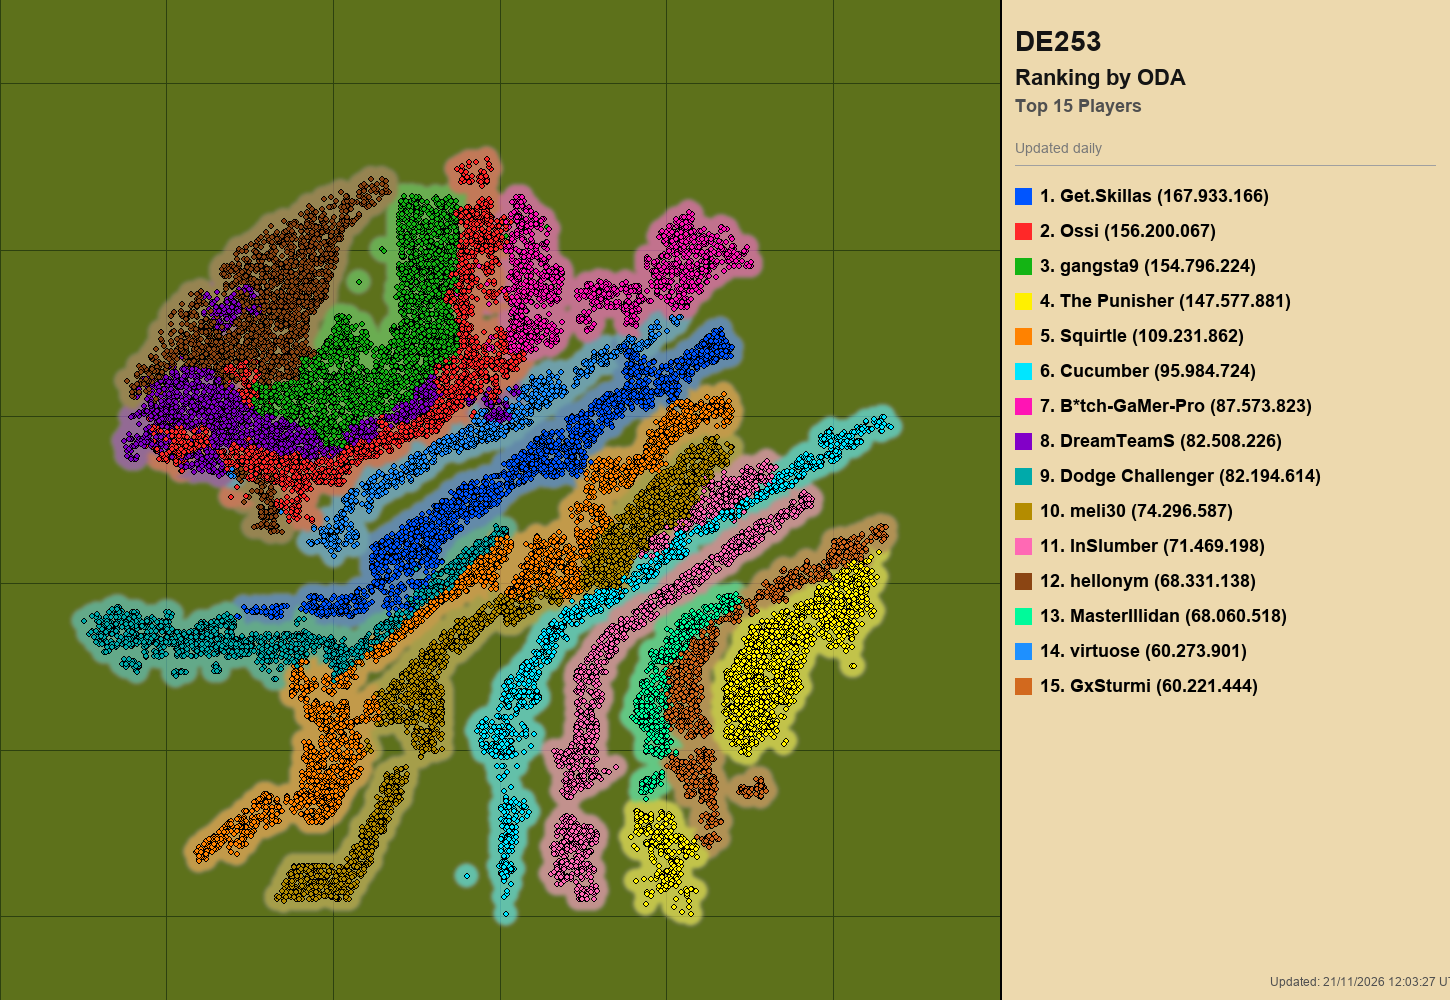 DE253
Ranking by ODA
Top 15 Players
Updated daily
1. Get.Skillas (167.933.166)
2. Ossi (156.200.067)
3. gangsta9 (154.796.224)
4. The Punisher (147.577.881)
5. Squirtle (109.231.862)
6. Cucumber (95.984.724)
7. B*tch-GaMer-Pro (87.573.823)
8. DreamTeamS (82.508.226)
9. Dodge Challenger (82.194.614)
10. meli30 (74.296.587)
11. InSlumber (71.469.198)
12. hellonym (68.331.138)
13. MasterIllidan (68.060.518)
14. virtuose (60.273.901)
15. GxSturmi (60.221.444)
Updated: 21/11/2026 12:03:27